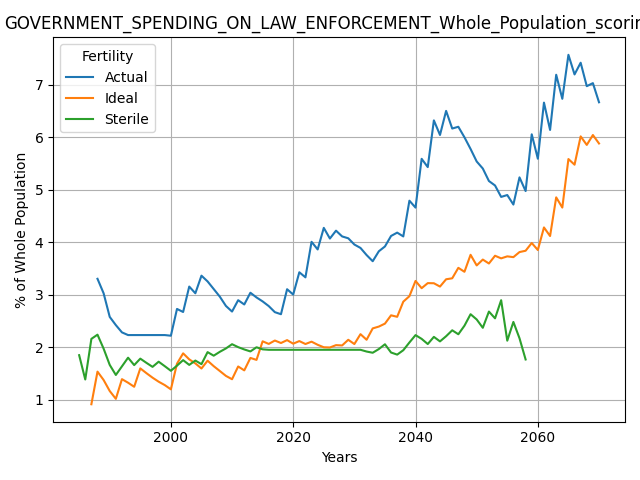 GOVERNMENT_SPENDING_ON_LAW_ENFORCEMENT_Whole_Population_scorin
Fertility
Actual
Ideal
Sterile
% of Whole Population
7
6
5
4
3
2
1
2000 2020 2040 2060
Years